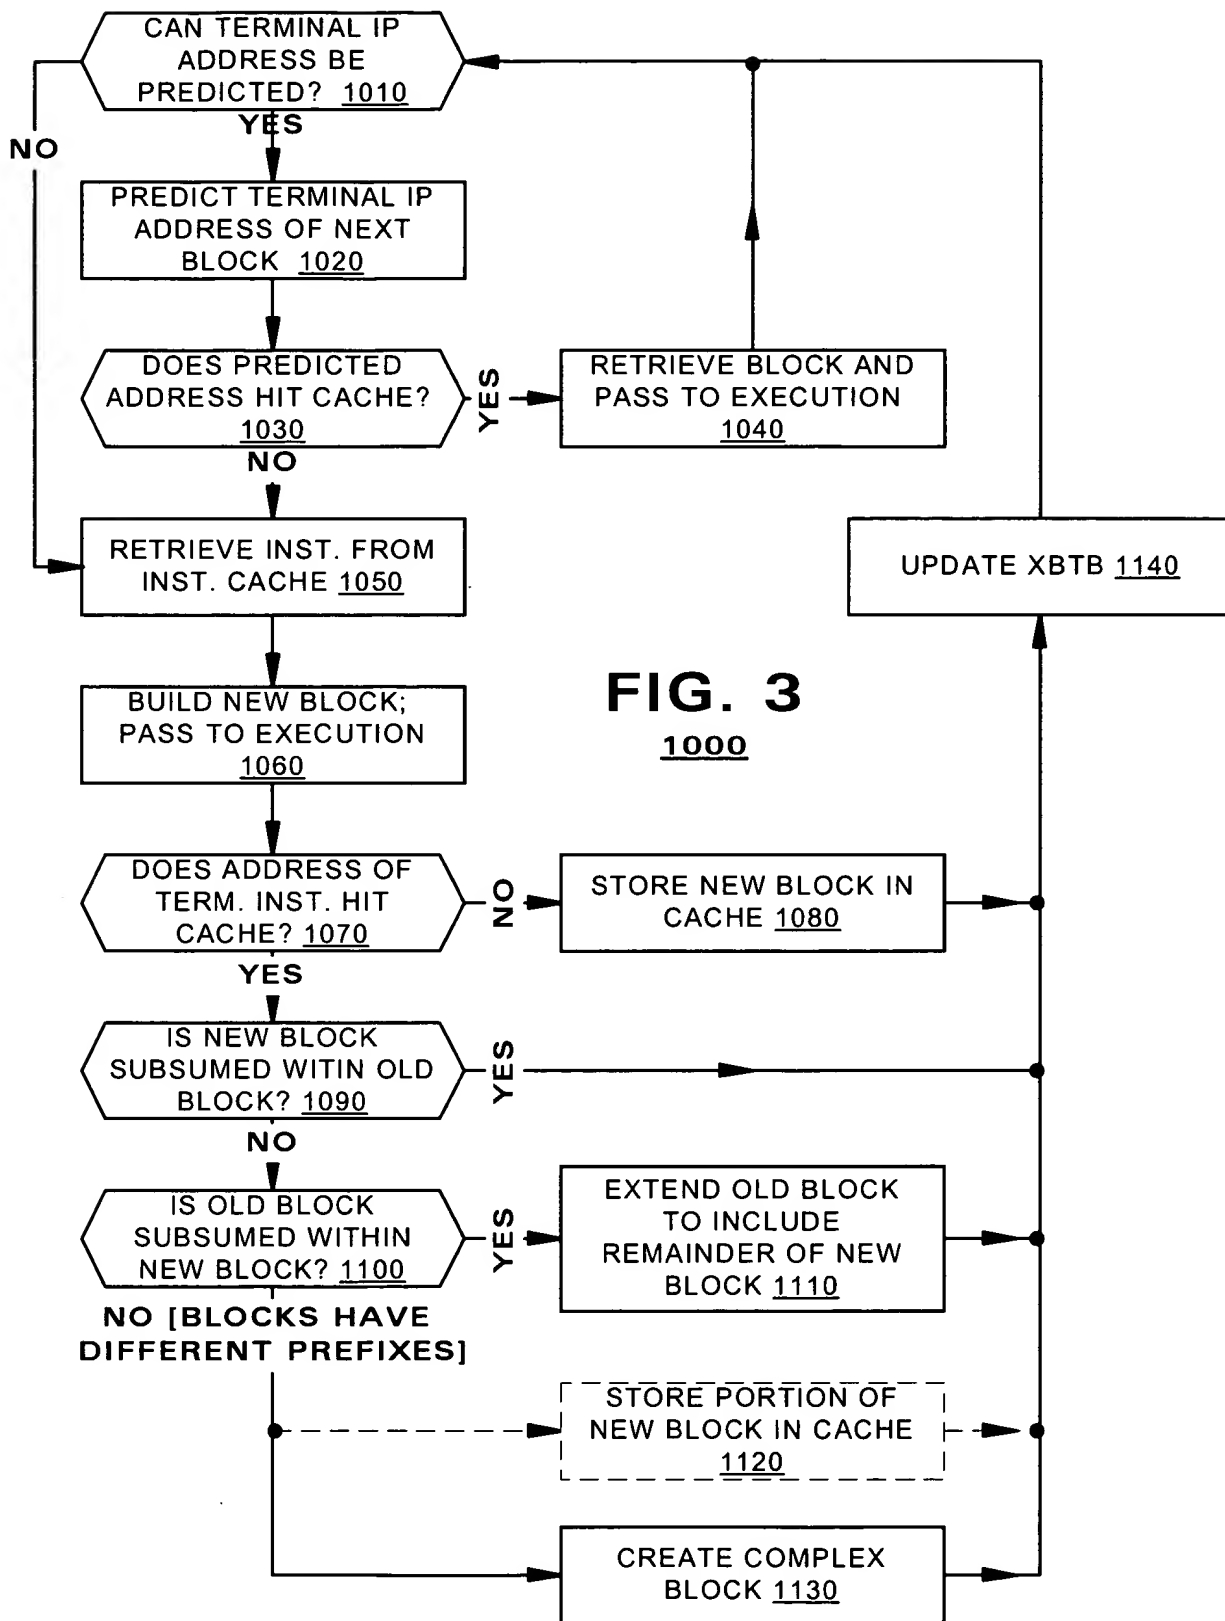 CAN TERMINAL IP
ADDRESS BE
PREDICTED? 1010
YES
NO
PREDICT TERMINAL IP
ADDRESS OF NEXT
BLOCK 1020
DOES PREDICTED
ADDRESS HIT CACHE?
1030
YES
RETRIEVE BLOCK AND
PASS TO EXECUTION
1040
NO
RETRIEVE INST. FROM
INST. CACHE 1050
UPDATE XBTB 1140
BUILD NEW BLOCK;
PASS TO EXECUTION
1060
FIG. 3
1000
DOES ADDRESS OF
TERM. INST. HIT
CACHE? 1070
NO
STORE NEW BLOCK IN
CACHE 1080
YES
IS NEW BLOCK
SUBSUMED WITIN OLD
BLOCK? 1090
YES
NO
IS OLD BLOCK
SUBSUMED WITHIN
NEW BLOCK? 1100
YES
EXTEND OLD BLOCK
TO INCLUDE
REMAINDER OF NEW
BLOCK 1110
NO [BLOCKS HAVE
DIFFERENT PREFIXES]
STORE PORTION OF
NEW BLOCK IN CACHE
1120
CREATE COMPLEX
BLOCK 1130